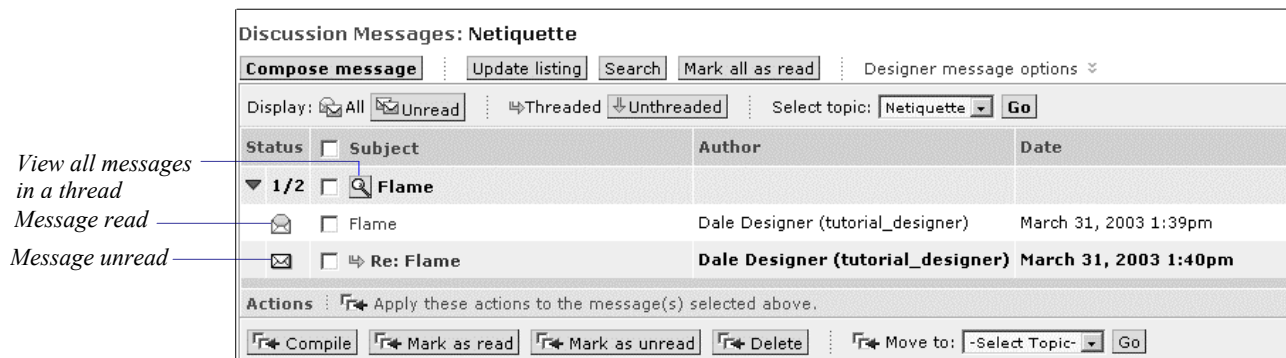 Discussion Messages: Netiquette
Compose message Update listing Search Mark all as read Designer message options
Display: All Unread Threaded Unthreaded Select topic: Netiquette Go
Status Subject Author Date
View all messages
in a thread
1/2 Flame
Message read
Flame Dale Designer (tutorial_designer) March 31, 2003 1:39pm
Message unread
Re: Flame Dale Designer (tutorial_designer) March 31, 2003 1:40pm
Actions Apply these actions to the message(s) selected above.
Compile Mark as read Mark as unread Delete Move to: -Select Topic- Go